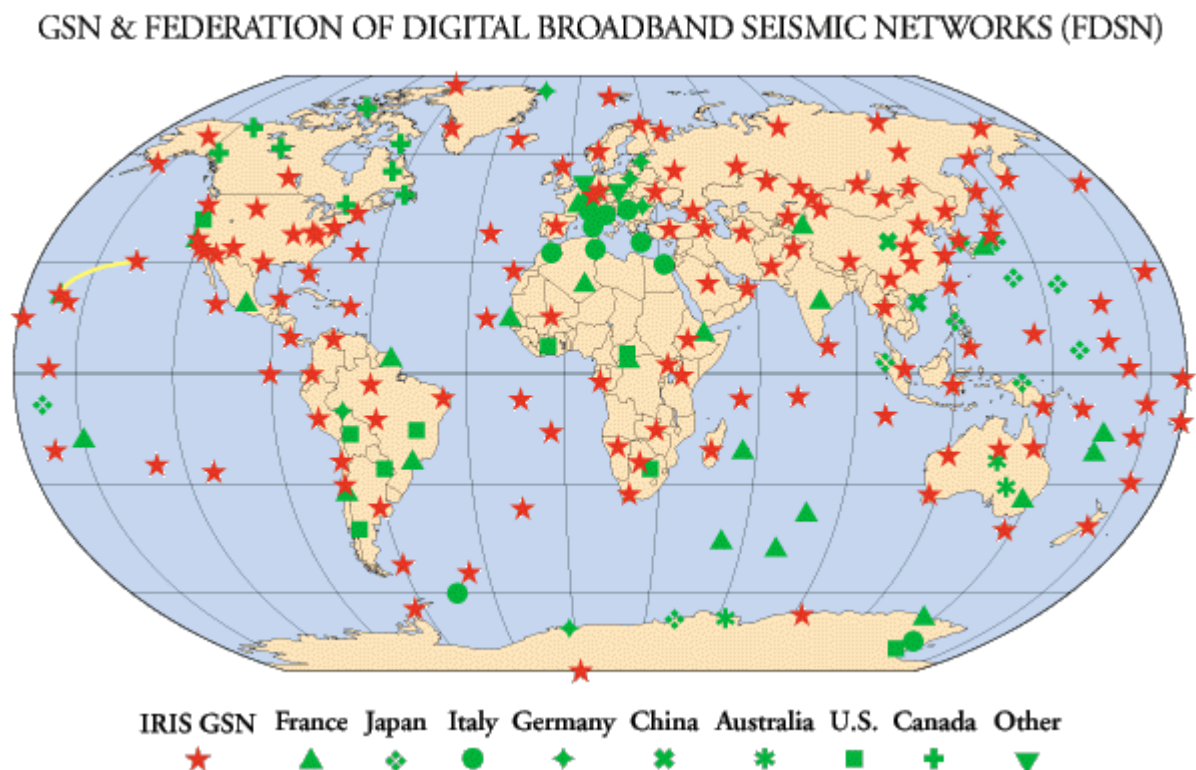 GSN & FEDERATION OF DIGITAL BROADBAND SEISMIC NETWORKS (FDSN)
IRIS GSN France Japan Italy Germany China Australia U.S. Canada Other